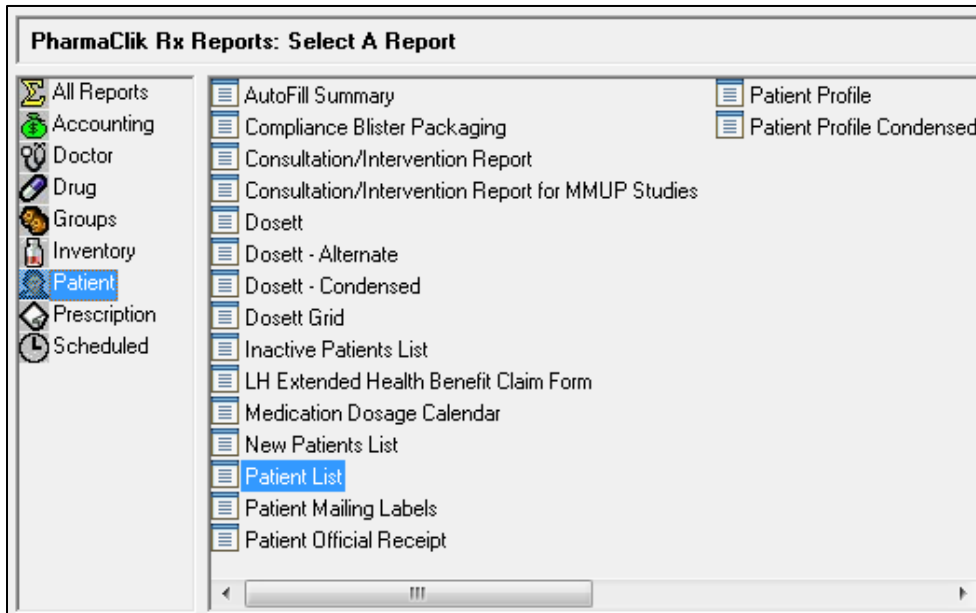 PharmaClik Rx Reports: Select A Report
All Reports
Accounting
Doctor
Drug
Groups
Inventory
Patient
Prescription
Scheduled
AutoFill Summary
Compliance Blister Packaging
Consultation/Intervention Report
Consultation/Intervention Report for MMUP Studies
Dosett
Dosett - Alternate
Dosett - Condensed
Dosett Grid
Inactive Patients List
LH Extended Health Benefit Claim Form
Medication Dosage Calendar
New Patients List
Patient List
Patient Mailing Labels
Patient Official Receipt
Patient Profile
Patient Profile Condensed